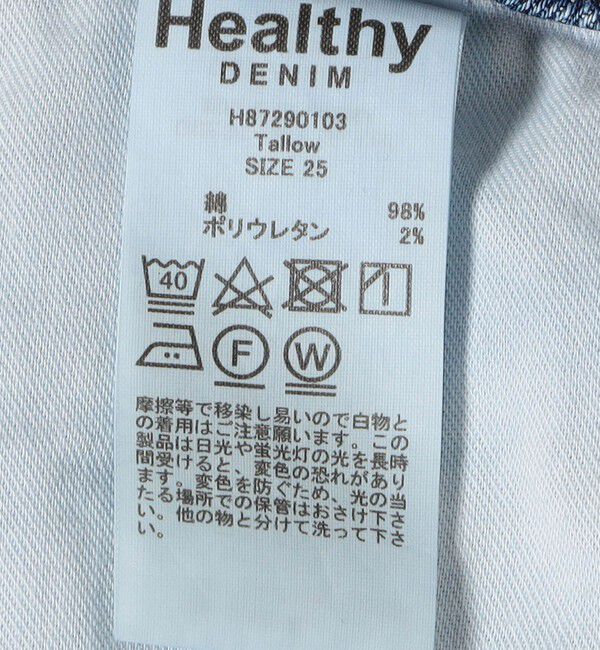 Healthy
DENIM
H87290103
Tallow
SIZE 25
綿 98%
ポリウレタン 2%
40
F W
摩擦等で移染し易いので白物と
の着用はご注意願います。この
製品は日光や蛍光灯の光を長時
間受けると、変色の恐れがあり
ます。変色を防ぐため、光の当
たる場所での保管はおさけ下さ
い。他の物と分けて洗って下さ
い。